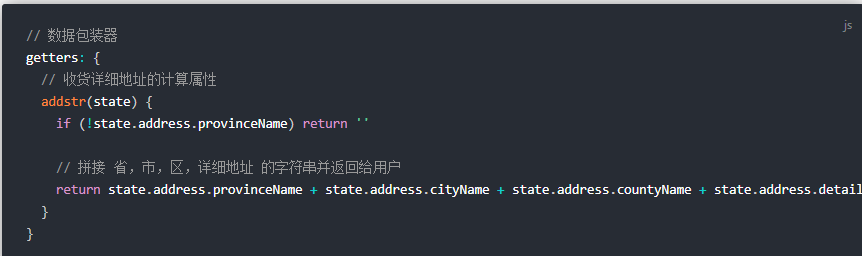 js
// 数据包装器
getters: {
  // 收货详细地址的计算属性
  addstr(state) {
    if (!state.address.provinceName) return ''

    // 拼接 省，市，区，详细地址 的字符串并返回给用户
    return state.address.provinceName + state.address.cityName + state.address.countyName + state.address.detail
  }
}